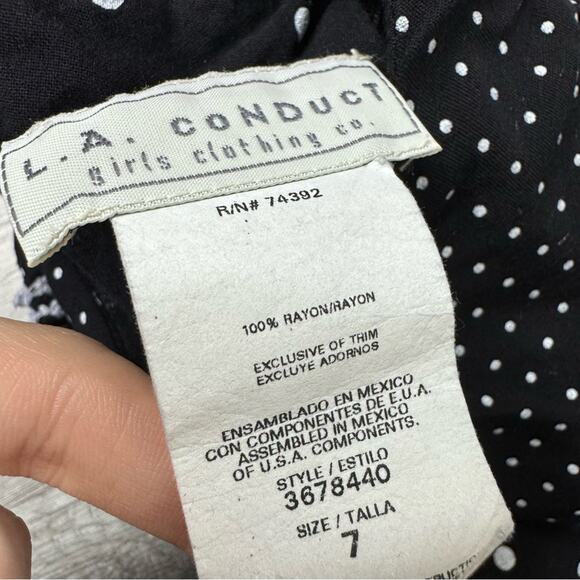 L.A. CONDUCT
girls clothing co.
R/N# 74392
100% RAYON/RAYON
EXCLUSIVE OF TRIM
EXCLUYE ADORNOS
ENSAMBLADO EN MEXICO
CON COMPONENTES DE E.U.A.
ASSEMBLED IN MEXICO
OF U.S.A. COMPONENTS.
STYLE / ESTILO
3678440
SIZE / TALLA
7